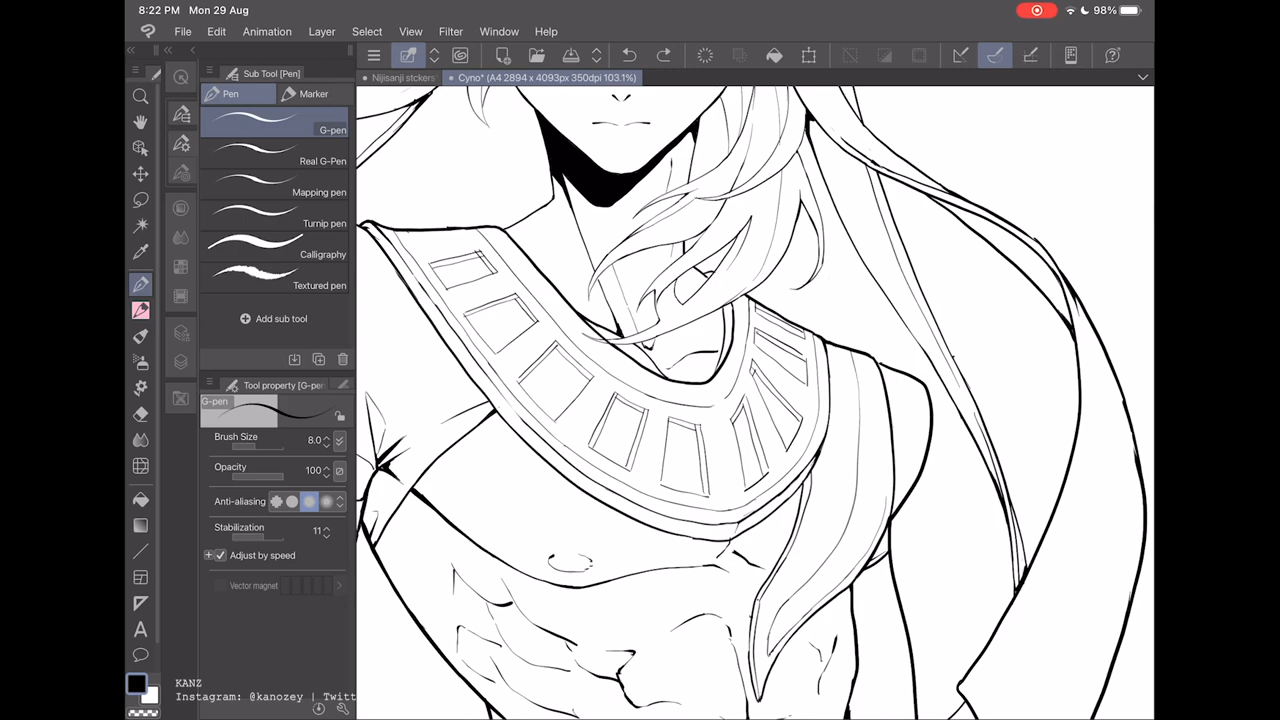 8:22 PM Mon 29 Aug
98%
File Edit Animation Layer Select View Filter Window Help
Sub Tool [Pen]
Nijisanji stckers
Cyno* (A4 2894 x 4093px 350dpi 103.1%)
Pen Marker
G-pen
Real G-Pen
Mapping pen
Turnip pen
Calligraphy
Textured pen
Add sub tool
Tool property [G-per
G-pen
Brush Size 8.0
Opacity 100
Anti-aliasing
Stabilization 11
Adjust by speed
Vector magnet
A
KANZ
Instagram: @kanozey | Twitt